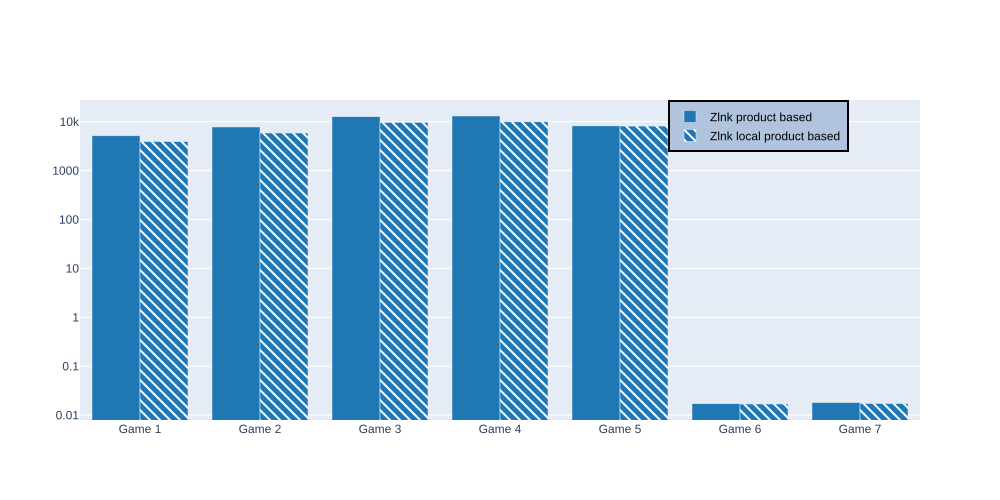 Zlnk product based
Zlnk local product based
10k
1000
100
10
1
0.1
0.01
Game 1
Game 2
Game 3
Game 4
Game 5
Game 6
Game 7